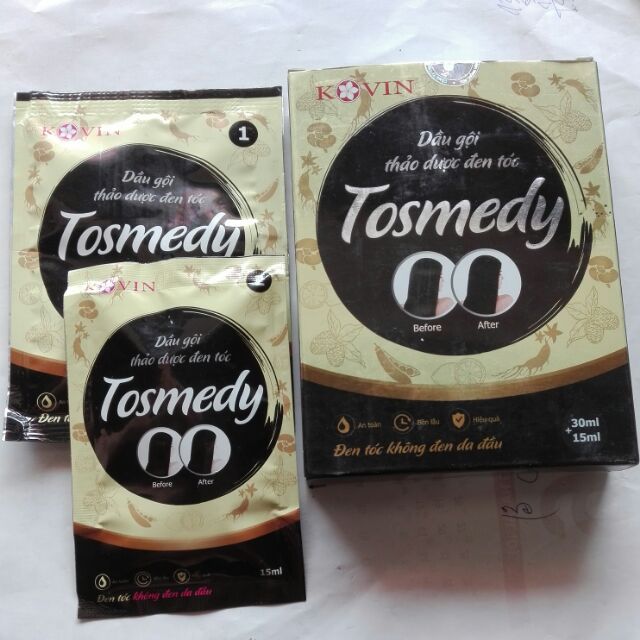 KOVIN
1
Dầu gội
thảo dược đen tóc
Tosmedy
Đen
KOVIN
Dầu gội
thảo dược đen tóc
Tosmedy
Before
After
15ml
Đen tóc không đen da đầu
KOVIN
Dầu gội
thảo dược đen tóc
Tosmedy
Before
After
An toàn
Bền lâu
Hiệu quả
30ml
+15ml
Đen tóc không đen da đầu